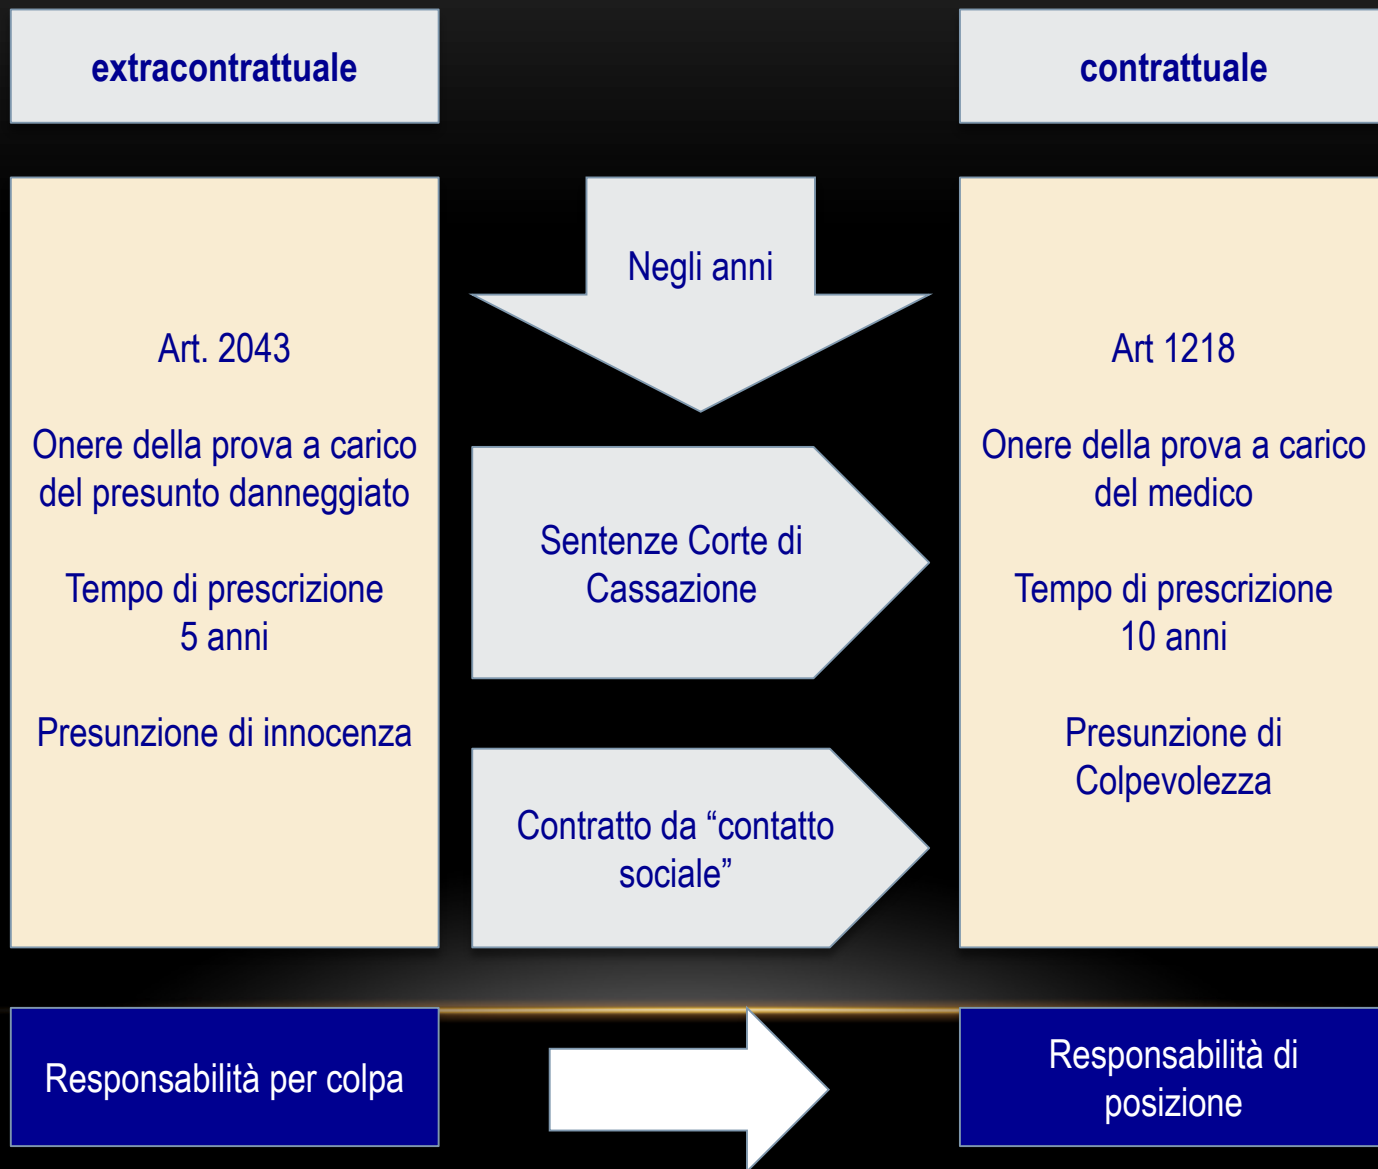 extracontrattuale
contrattuale
Art. 2043
Onere della prova a carico
del presunto danneggiato
Tempo di prescrizione
5 anni
Presunzione di innocenza
Negli anni
Sentenze Corte di
Cassazione
Contratto da “contatto
sociale”
Art 1218
Onere della prova a carico
del medico
Tempo di prescrizione
10 anni
Presunzione di
Colpevolezza
Responsabilità per colpa
Responsabilità di
posizione